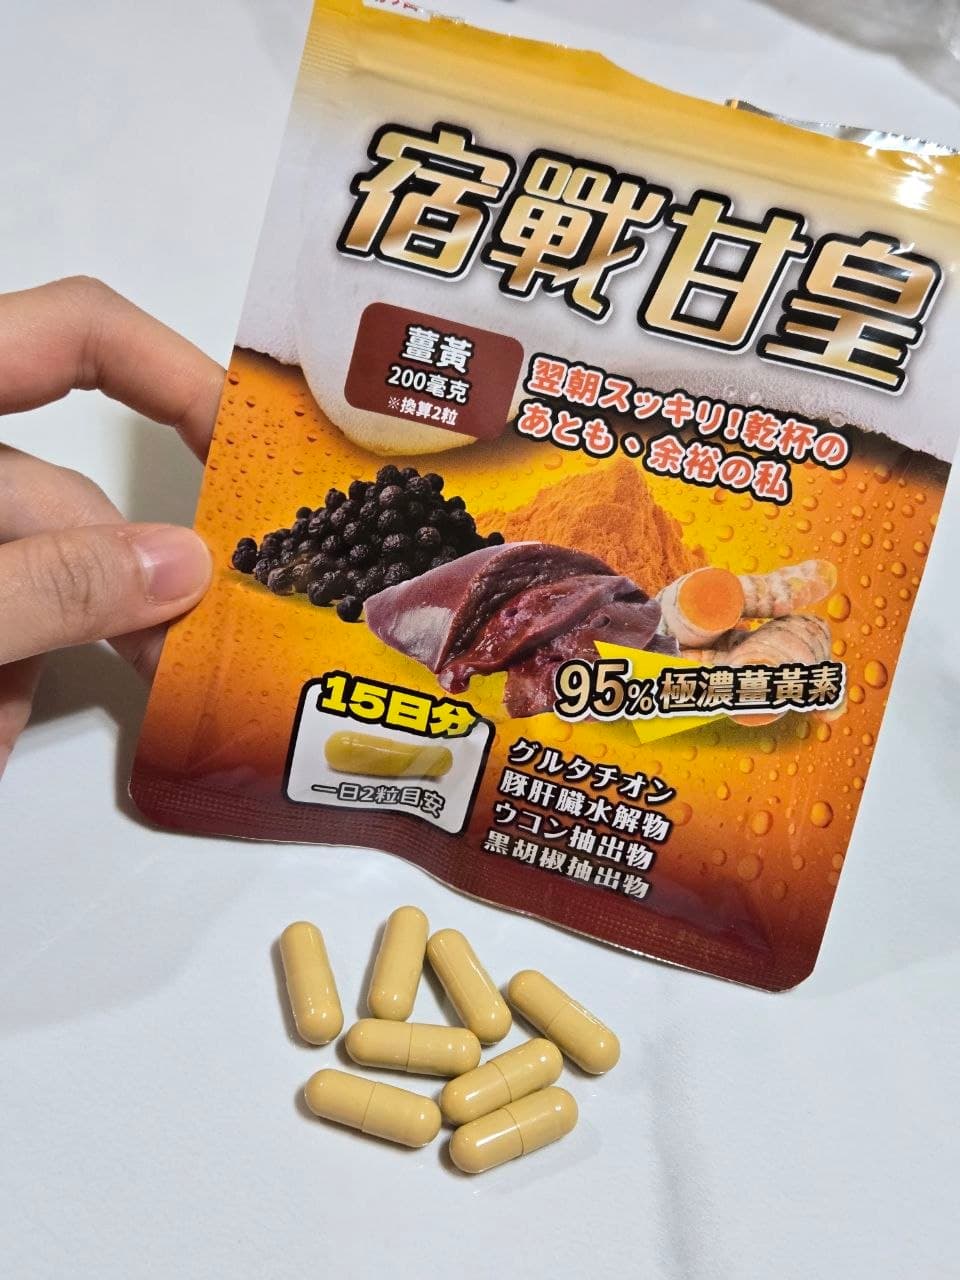 宿戰甘皇
薑黃
200毫克
※換算2粒
翌朝スッキリ!乾杯の
あとも、余裕の私
95%極濃薑黃素
15日分
一日2粒目安
グルタチオン
豚肝臓水解物
ウコン抽出物
黒胡椒抽出物